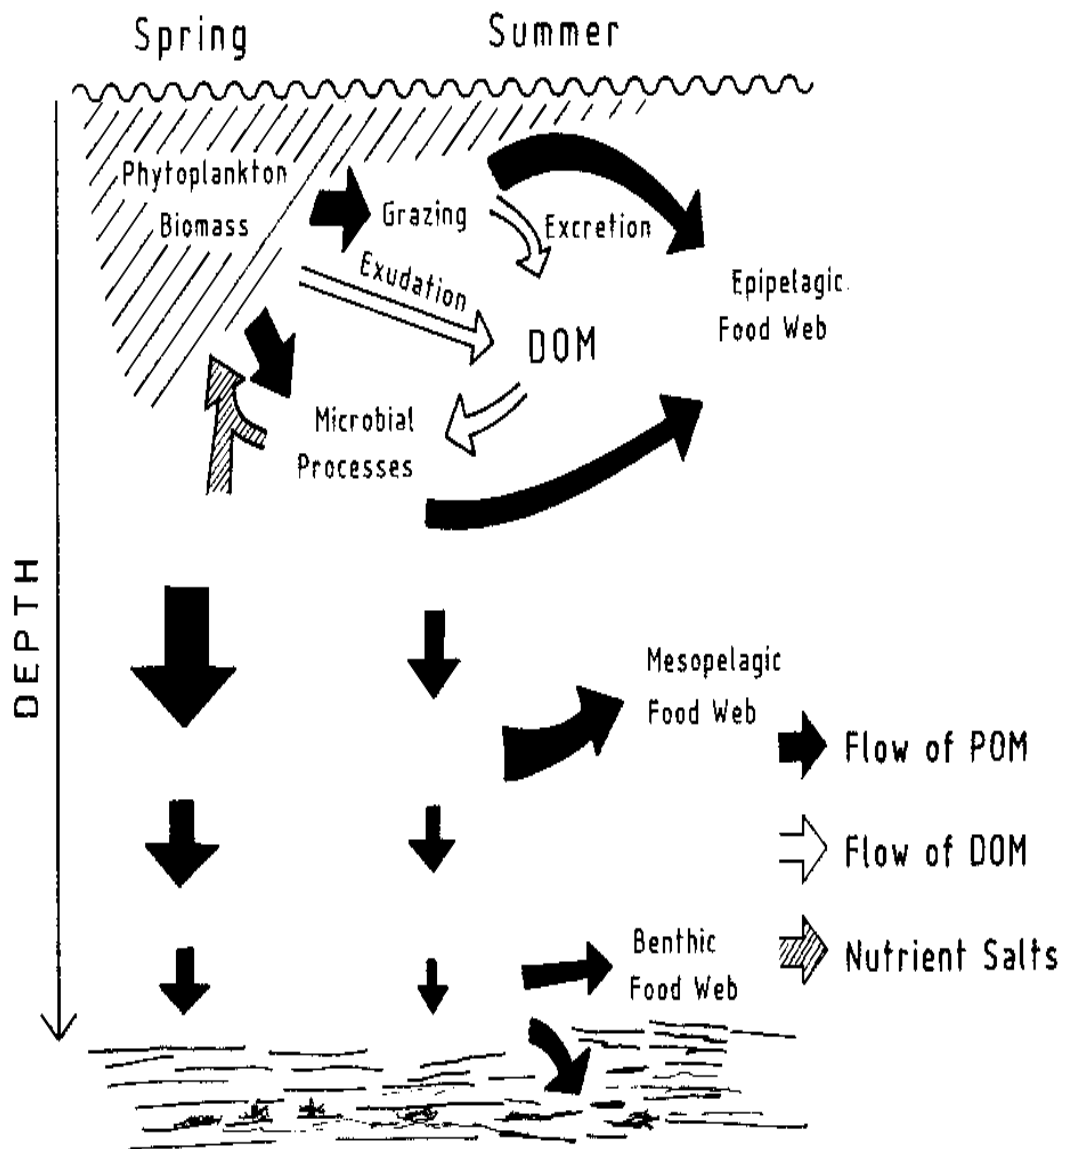 Spring
Summer
Phytoplankton
Biomass
Grazing
Excretion
Exudation
Epipelagic
Food Web
DOM
Microbial
Processes
DEPTH
Mesopelagic
Food Web
Flow of POM
Flow of DOM
Benthic
Food Web
Nutrient Salts